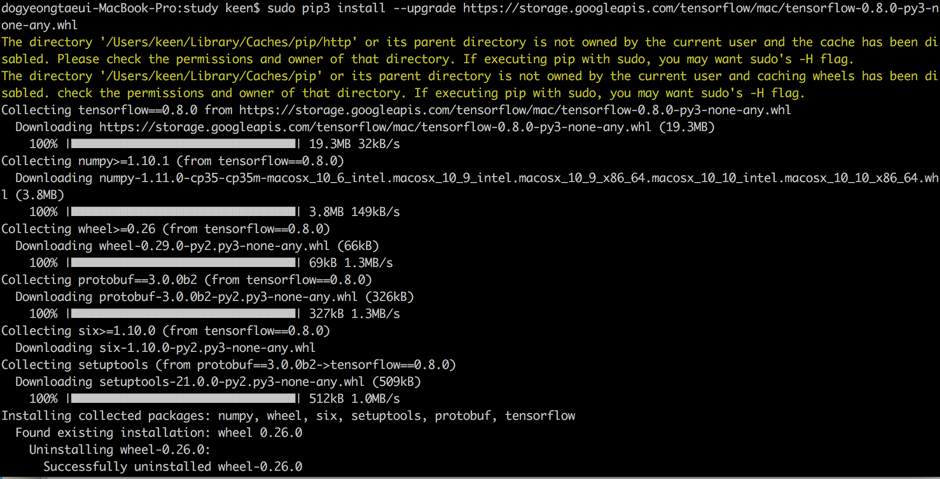 dogyeongtaeui-MacBook-Pro:study keen$ sudo pip3 install --upgrade https://storage.googleapis.com/tensorflow/mac/tensorflow-0.8.0-py3-n
one-any.whl
The directory '/Users/keen/Library/Caches/pip/http' or its parent directory is not owned by the current user and the cache has been di
sabled. Please check the permissions and owner of that directory. If executing pip with sudo, you may want sudo's -H flag.
The directory '/Users/keen/Library/Caches/pip' or its parent directory is not owned by the current user and caching wheels has been di
sabled. check the permissions and owner of that directory. If executing pip with sudo, you may want sudo's -H flag.
Collecting tensorflow==0.8.0 from https://storage.googleapis.com/tensorflow/mac/tensorflow-0.8.0-py3-none-any.whl
  Downloading https://storage.googleapis.com/tensorflow/mac/tensorflow-0.8.0-py3-none-any.whl (19.3MB)
    100% |████████████████████████████████| 19.3MB 32kB/s
Collecting numpy>=1.10.1 (from tensorflow==0.8.0)
  Downloading numpy-1.11.0-cp35-cp35m-macosx_10_6_intel.macosx_10_9_intel.macosx_10_9_x86_64.macosx_10_10_intel.macosx_10_10_x86_64.wh
l (3.8MB)
    100% |████████████████████████████████| 3.8MB 149kB/s
Collecting wheel>=0.26 (from tensorflow==0.8.0)
  Downloading wheel-0.29.0-py2.py3-none-any.whl (66kB)
    100% |████████████████████████████████| 69kB 1.3MB/s
Collecting protobuf==3.0.0b2 (from tensorflow==0.8.0)
  Downloading protobuf-3.0.0b2-py2.py3-none-any.whl (326kB)
    100% |████████████████████████████████| 327kB 1.3MB/s
Collecting six>=1.10.0 (from tensorflow==0.8.0)
  Downloading six-1.10.0-py2.py3-none-any.whl
Collecting setuptools (from protobuf==3.0.0b2->tensorflow==0.8.0)
  Downloading setuptools-21.0.0-py2.py3-none-any.whl (509kB)
    100% |████████████████████████████████| 512kB 1.0MB/s
Installing collected packages: numpy, wheel, six, setuptools, protobuf, tensorflow
  Found existing installation: wheel 0.26.0
    Uninstalling wheel-0.26.0:
      Successfully uninstalled wheel-0.26.0